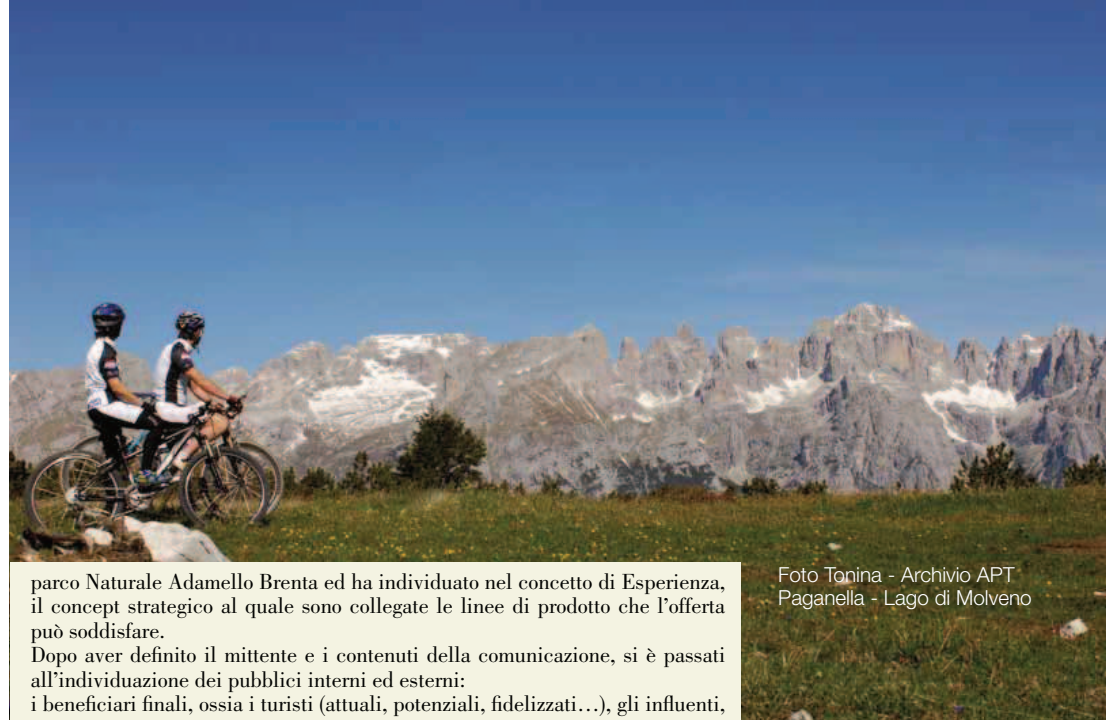 parco Naturale Adamello Brenta ed ha individuato nel concetto di Esperienza,
il concept strategico al quale sono collegate le linee di prodotto che l’offerta
può soddisfare.
Dopo aver definito il mittente e i contenuti della comunicazione, si è passati
all’individuazione dei pubblici interni ed esterni:
i beneficiari finali, ossia i turisti (attuali, potenziali, fidelizzati…), gli influenti,
Foto Tonina - Archivio APT
Paganella - Lago di Molveno